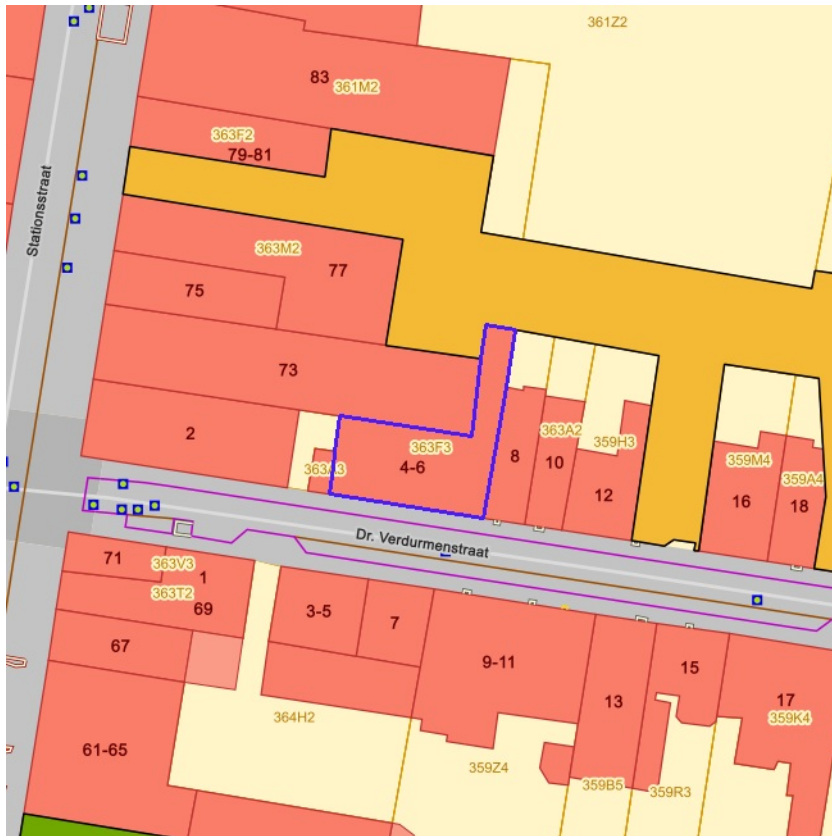 361Z2
83
361M2
363F2
79-81
Stationsstraat
363M2
77
75
73
2
363A3
363F3
4-6
8
363A2
10
359H3
12
359M4
16
359A4
18
Dr. Verdurmenstraat
71
363V3
1
363T2
69
67
61-65
3-5
7
364H2
9-11
359Z4
13
359B5
15
359R3
17
359K4